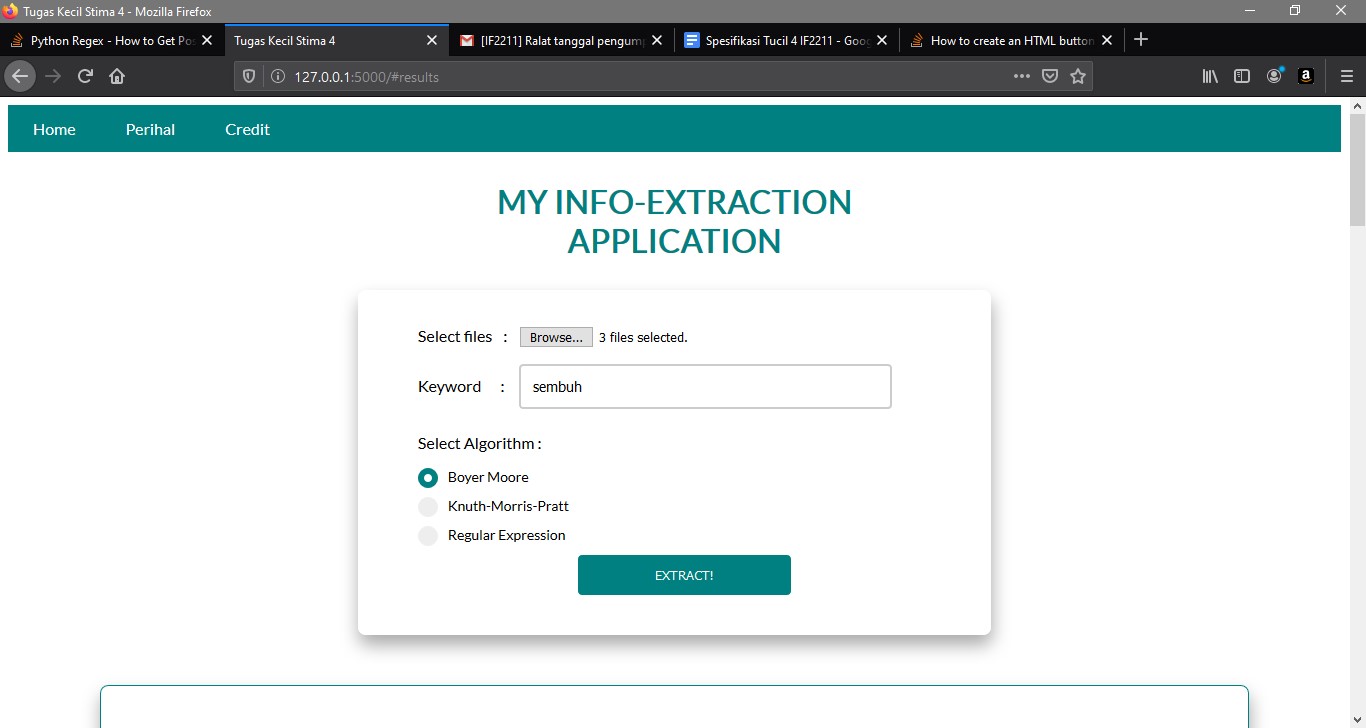 Tugas Kecil Stima 4 - Mozilla Firefox
Python Regex - How to Get Pos
Tugas Kecil Stima 4
[IF2211] Ralat tanggal pengump
Spesifikasi Tucil 4 IF2211 - Goog
How to create an HTML button
127.0.0.1:5000/#results
Home
Perihal
Credit
MY INFO-EXTRACTION
APPLICATION
Select files :
Browse...
3 files selected.
Keyword :
sembuh
Select Algorithm :
Boyer Moore
Knuth-Morris-Pratt
Regular Expression
EXTRACT!